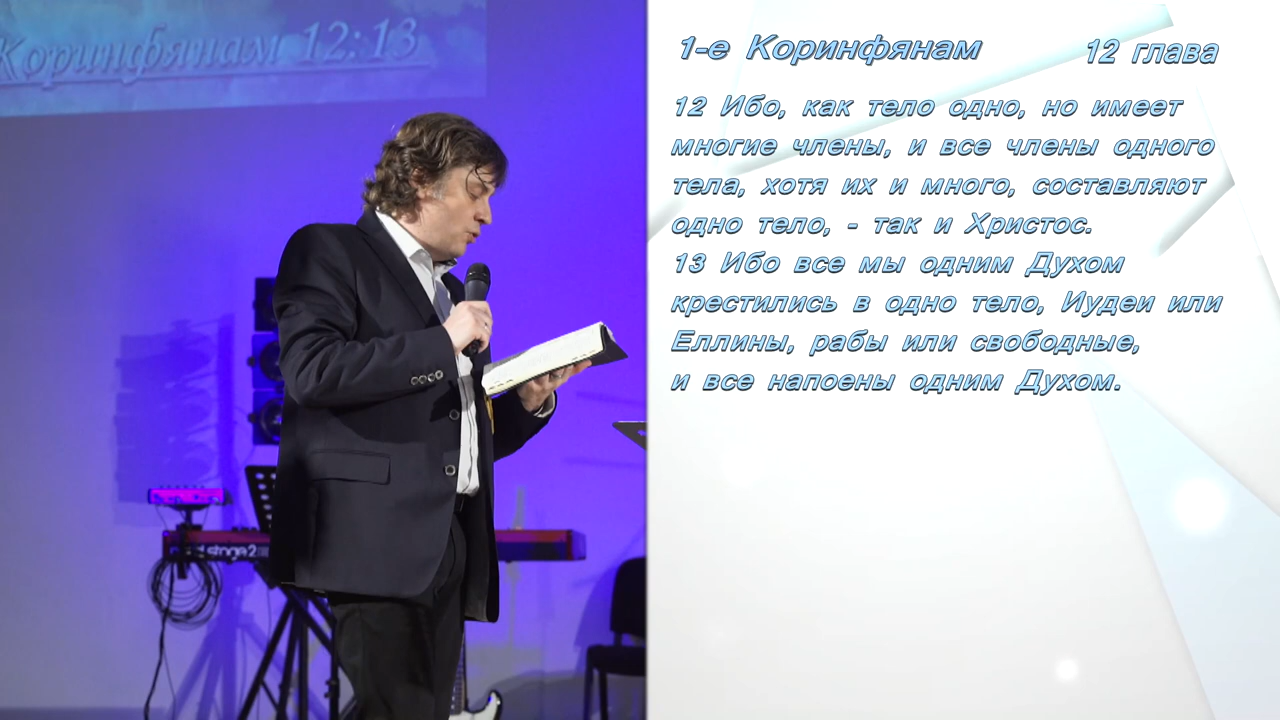 Коринфянам 12:13
stage 2
1-е Коринфянам 12 глава
12 Ибо, как тело одно, но имеет
многие члены, и все члены одного
тела, хотя их и много, составляют
одно тело, - так и Христос.
13 Ибо все мы одним Духом
крестились в одно тело, Иудеи или
Еллины, рабы или свободные,
и все напоены одним Духом.